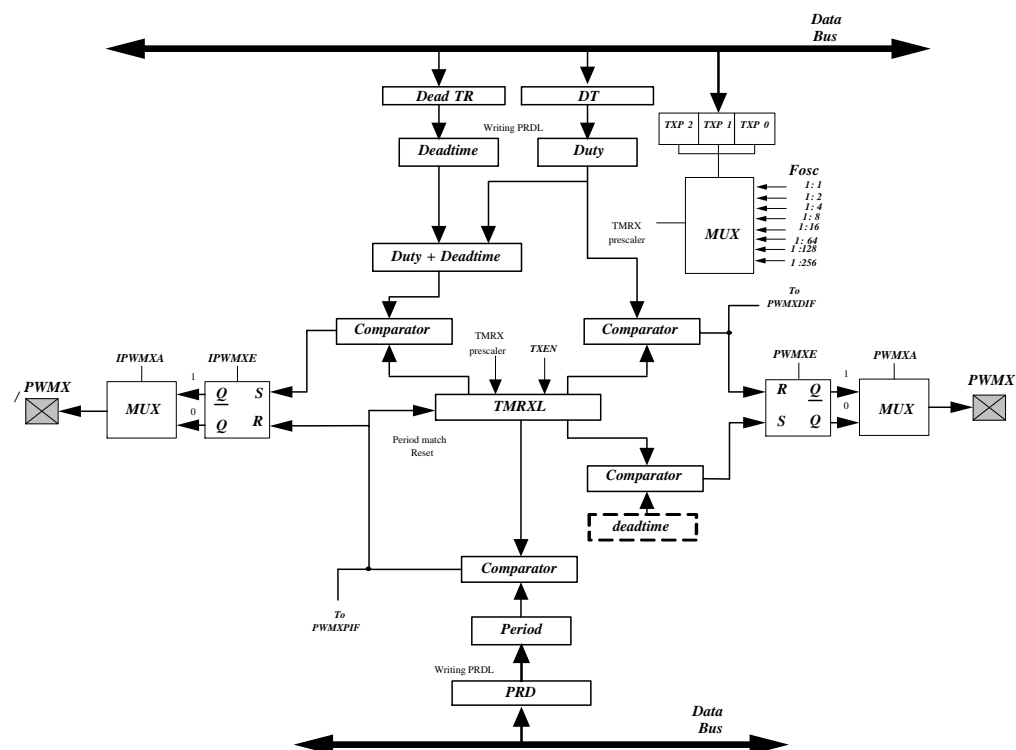 Data
Bus
Dead TR
DT
TXP 2 TXP 1 TXP 0
Writing PRDL
Deadtime
Duty
Fosc
1: 1
1: 2
1: 4
1: 8
1: 16
1: 64
1 :128
1 :256
TMRX
prescaler
MUX
Duty + Deadtime
To
PWMXDIF
Comparator
Comparator
TMRX
prescaler
TXEN
IPWMXA
IPWMXE
PWMXE
PWMXA
/ PWMX
MUX
1
0
Q S
Q R
TMRXL
R Q
S Q
1
0
MUX
PWMX
Period match
Reset
Comparator
deadtime
Comparator
To
PWMXPIF
Period
Writing PRDL
PRD
Data
Bus